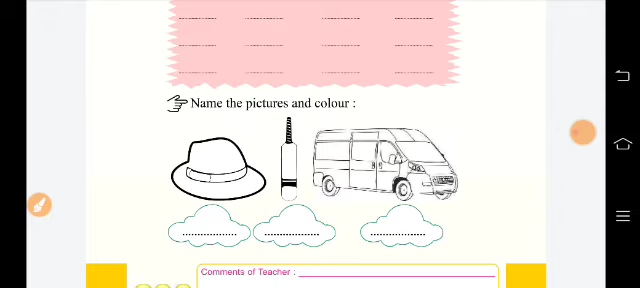 Name the pictures and colour :
Comments of Teacher :